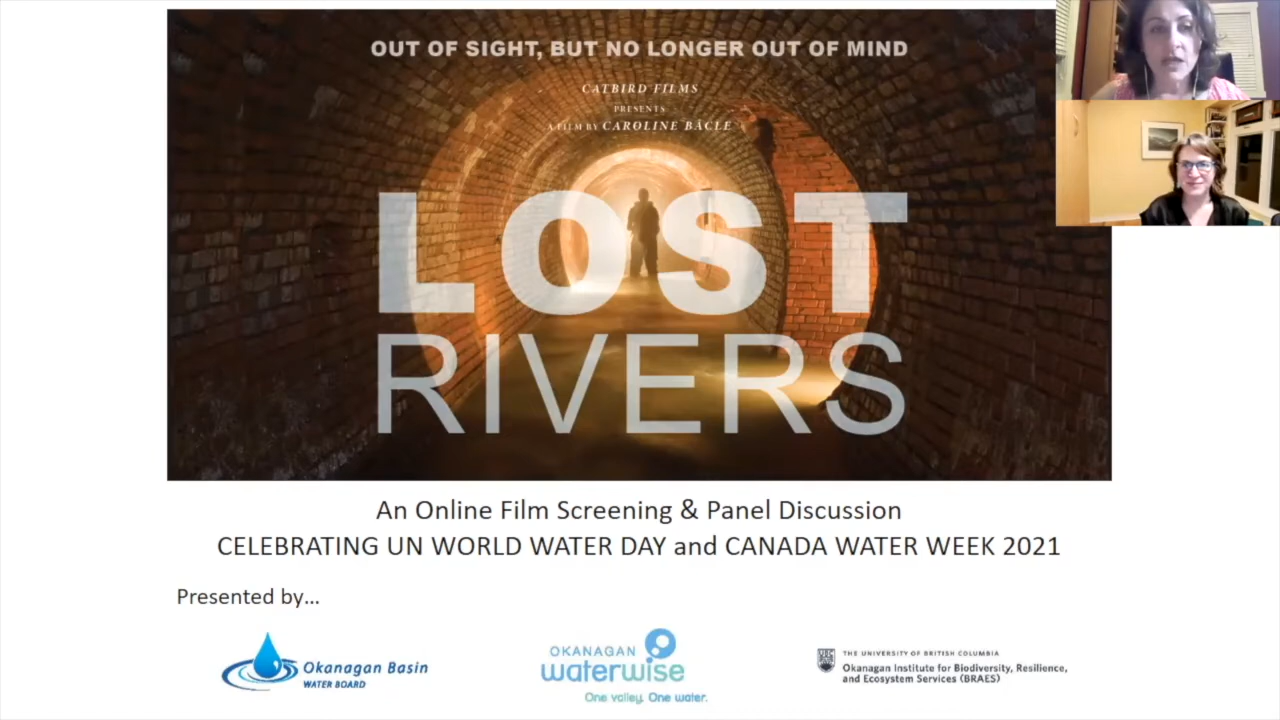 OUT OF SIGHT, BUT NO LONGER OUT OF MIND
CATBIRD FILMS
PRESENTS
A FILM BY CAROLINE BÂCLE
LOST
RIVERS
An Online Film Screening & Panel Discussion
CELEBRATING UN WORLD WATER DAY and CANADA WATER WEEK 2021
Presented by...
Okanagan Basin
WATER BOARD
OKANAGAN
waterwise
One valley. One water.
THE UNIVERSITY OF BRITISH COLUMBIA
Okanagan Institute for Biodiversity, Resilience,
and Ecosystem Services (BRAES)